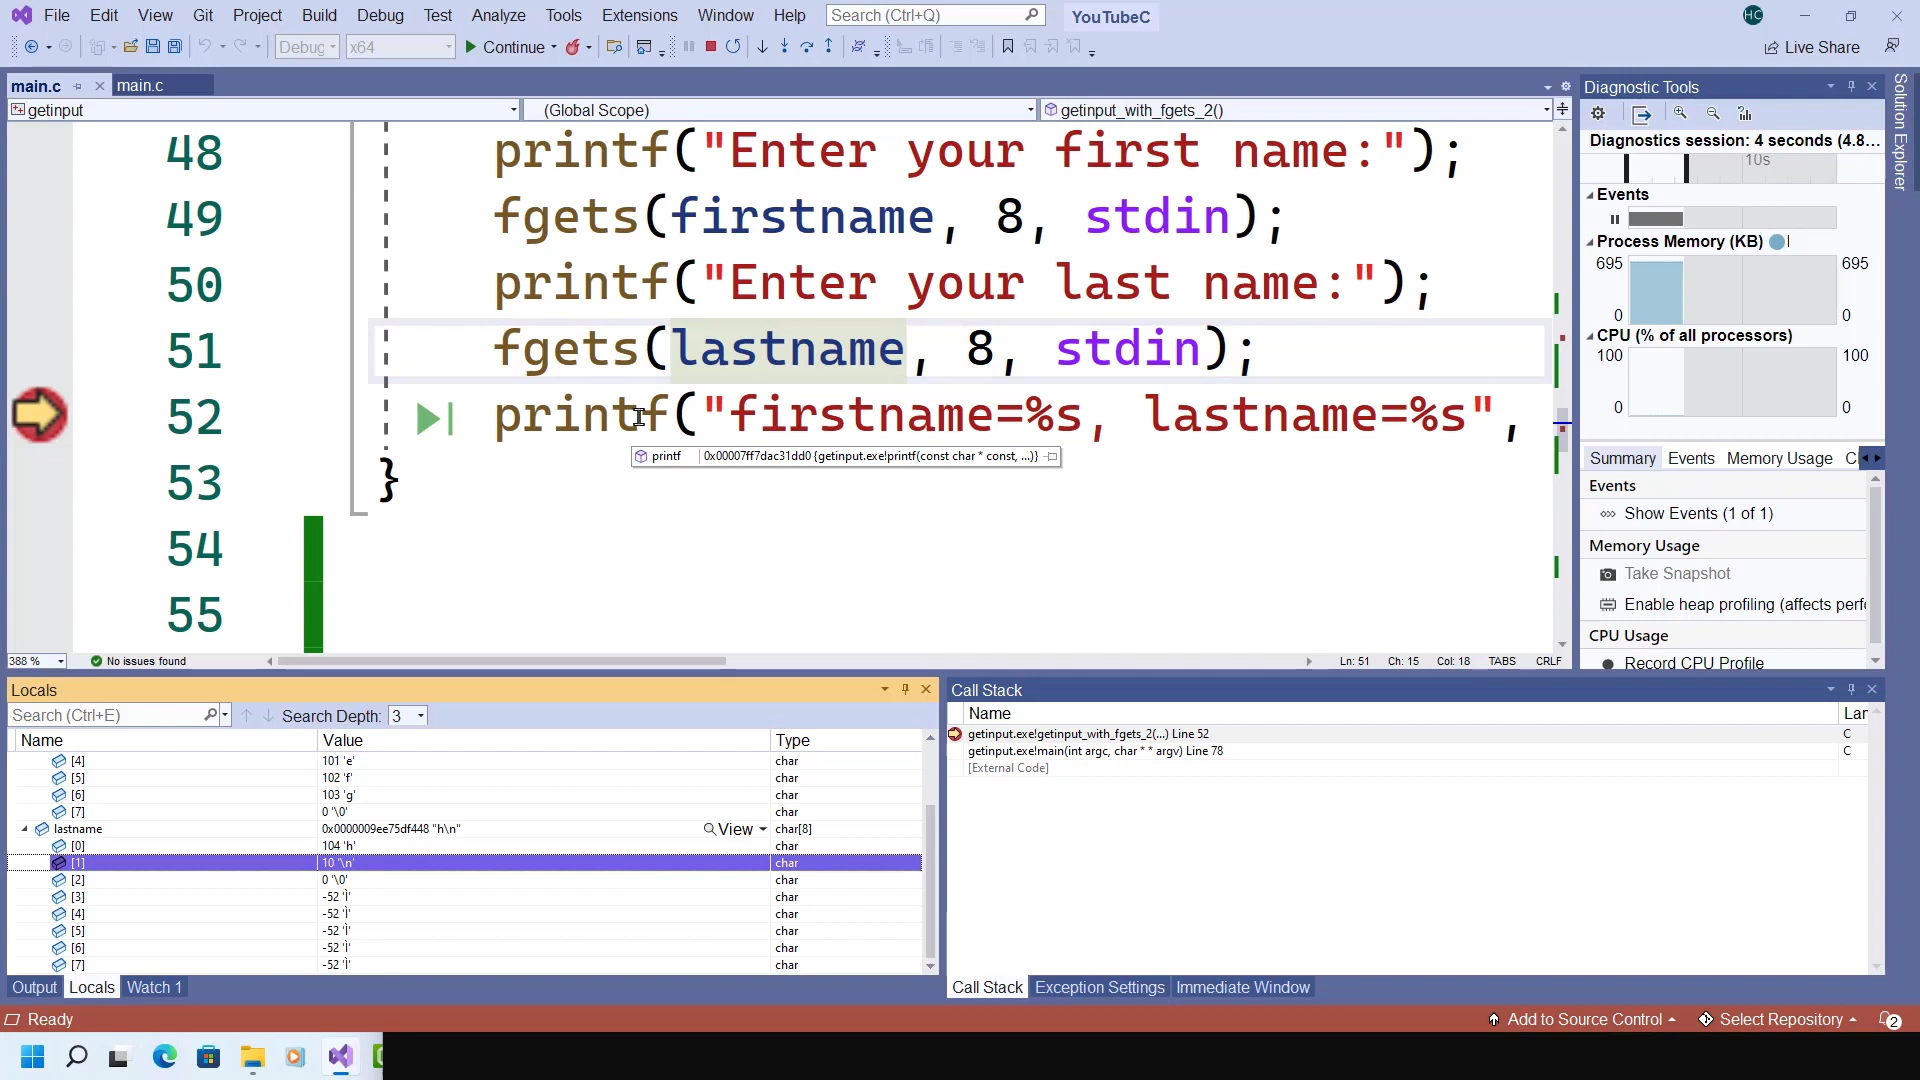 File Edit View Git Project Build Debug Test Analyze Tools Extensions Window Help Search (Ctrl+Q) YouTubeC HC
Debug x64 Continue Live Share
main.c main.c
getinput (Global Scope) getinput_with_fgets_2()
48 printf("Enter your first name:");
49 fgets(firstname, 8, stdin);
50 printf("Enter your last name:");
51 fgets(lastname, 8, stdin);
52 printf("firstname=%s, lastname=%s",
printf 0x00007ff7dac31dd0 {getinput.exe!printf(const char * const, ...)}
53 }
54
55
388 % No issues found Ln: 51 Ch: 15 Col: 18 TABS CRLF
Diagnostic Tools
Diagnostics session: 4 seconds (4.8...
10s
Events
Process Memory (KB)
695 695
0 0
CPU (% of all processors)
100 100
0 0
Summary Events Memory Usage C
Events
Show Events (1 of 1)
Memory Usage
Take Snapshot
Enable heap profiling (affects perfo
CPU Usage
Record CPU Profile
Solution Explorer
Locals
Search (Ctrl+E) Search Depth: 3
Name Value Type
[4] 101 'e' char
[5] 102 'f' char
[6] 103 'g' char
[7] 0 '\0' char
lastname 0x0000009ee75df448 "h\n" View char[8]
[0] 104 'h' char
[1] 10 '\n' char
[2] 0 '\0' char
[3] -52 'Ì' char
[4] -52 'Ì' char
[5] -52 'Ì' char
[6] -52 'Ì' char
[7] -52 'Ì' char
Output Locals Watch 1
Call Stack
Name Lan
getinput.exe!getinput_with_fgets_2(...) Line 52 C
getinput.exe!main(int argc, char * * argv) Line 78 C
[External Code]
Call Stack Exception Settings Immediate Window
Ready Add to Source Control Select Repository 2